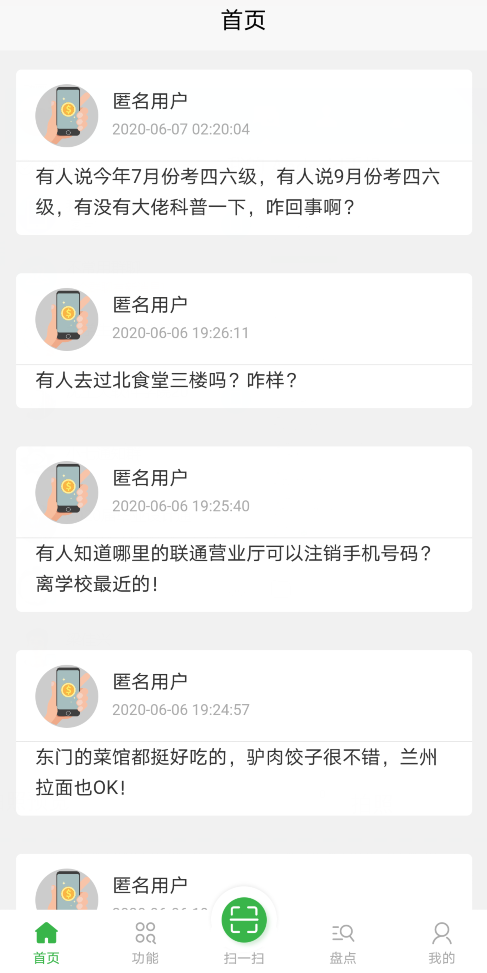 首页
匿名用户
2020-06-07 02:20:04
有人说今年7月份考四六级，有人说9月份考四六
级，有没有大佬科普一下，咋回事啊？
匿名用户
2020-06-06 19:26:11
有人去过北食堂三楼吗？咋样？
匿名用户
2020-06-06 19:25:40
有人知道哪里的联通营业厅可以注销手机号码？
离学校最近的！
匿名用户
2020-06-06 19:24:57
东门的菜馆都挺好吃的，驴肉饺子很不错，兰州
拉面也OK！
匿名用户
首页
功能
扫一扫
盘点
我的